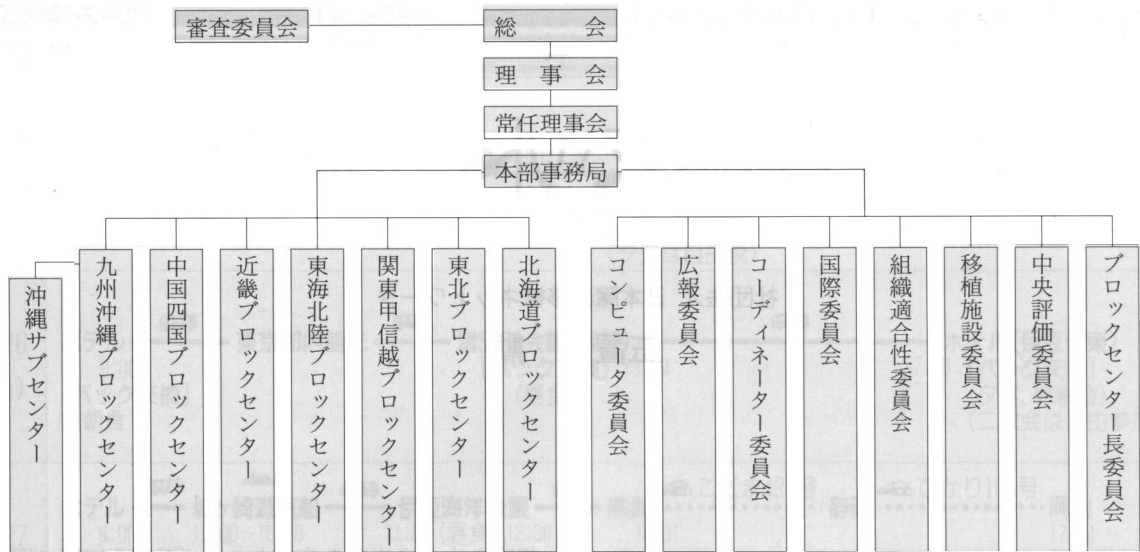 審査委員会
総会
理事会
常任理事会
本部事務局
ブロックセンター長委員会
中央評価委員会
移植施設委員会
組織適合性委員会
国際委員会
コーディネーター委員会
広報委員会
コンピュータ委員会
北海道ブロックセンター
東北ブロックセンター
関東甲信越ブロックセンター
東海北陸ブロックセンター
近畿ブロックセンター
中国四国ブロックセンター
九州沖縄ブロックセンター
沖縄サブセンター